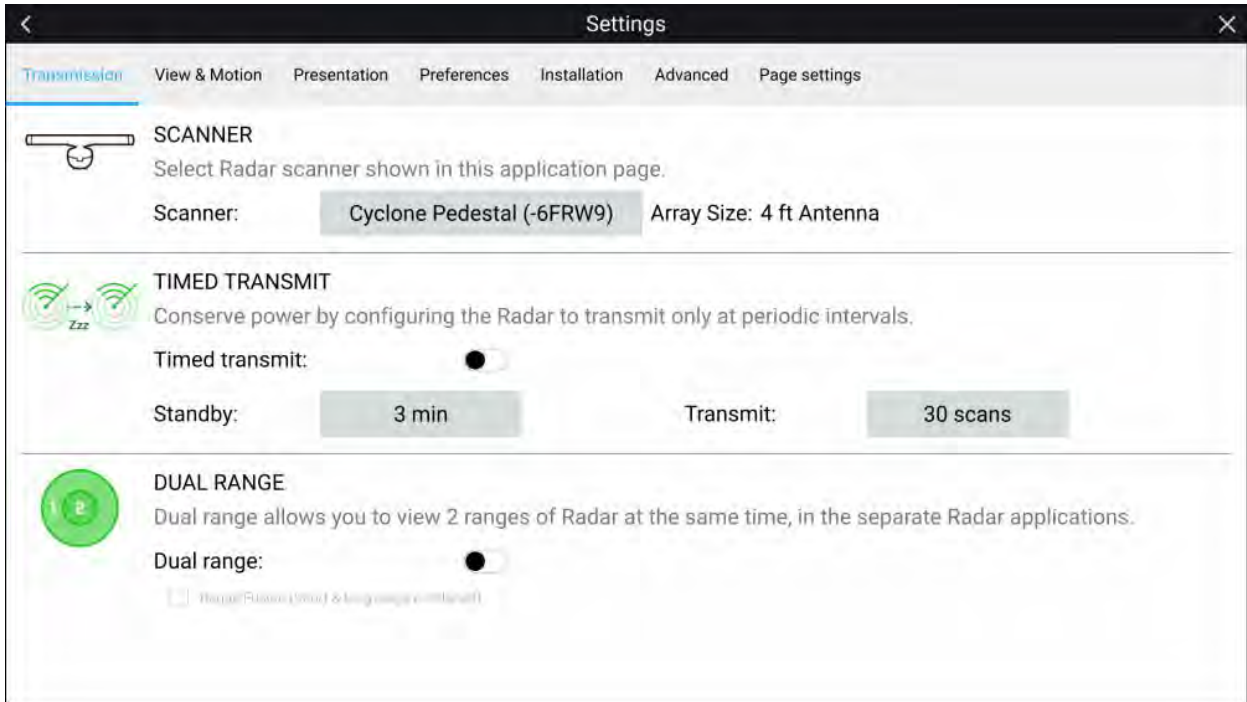 Settings
Transmission View & Motion Presentation Preferences Installation Advanced Page settings
SCANNER
Select Radar scanner shown in this application page.
Scanner: Cyclone Pedestal (-6FRW9) Array Size: 4 ft Antenna
TIMED TRANSMIT
Zzz
Conserve power by configuring the Radar to transmit only at periodic intervals.
Timed transmit:
Standby: 3 min Transmit: 30 scans
DUAL RANGE
1 2
Dual range allows you to view 2 ranges of Radar at the same time, in the separate Radar applications.
Dual range: